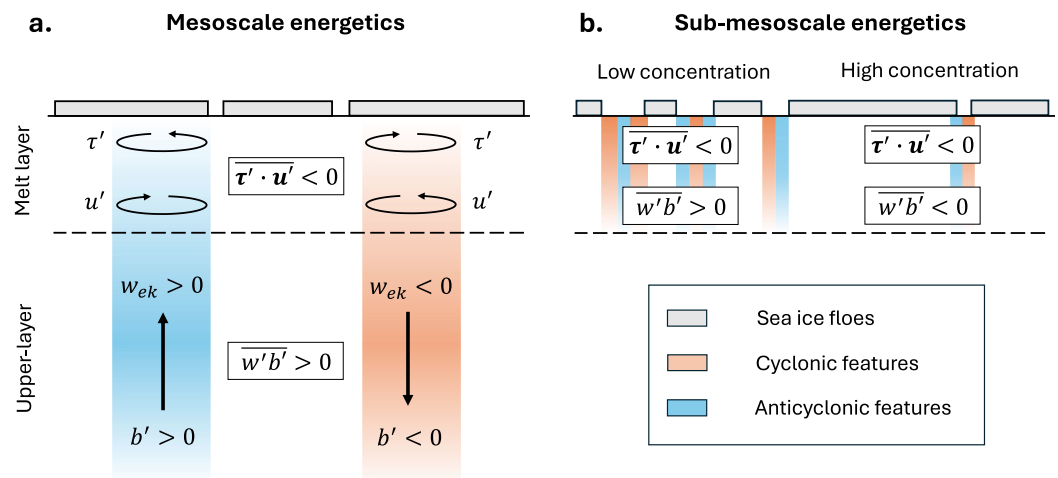 a.
Mesoscale energetics
Melt layer
τ′
τ′
τ′ · u′ < 0
u′
u′
Upper-layer
w_ek > 0
w_ek < 0
w′b′ > 0
b′ > 0
b′ < 0
b.
Sub-mesoscale energetics
Low concentration
High concentration
τ′ · u′ < 0
τ′ · u′ < 0
w′b′ > 0
w′b′ < 0
Sea ice floes
Cyclonic features
Anticyclonic features